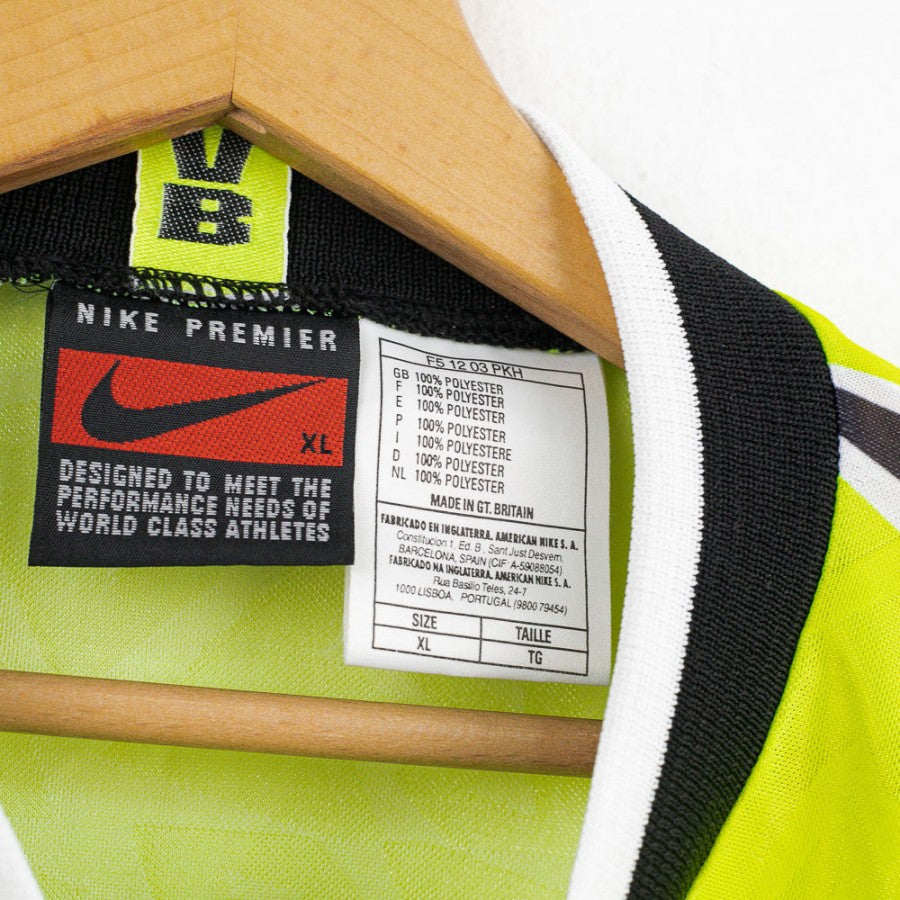 V
B
NIKE PREMIER
XL
DESIGNED TO MEET THE
PERFORMANCE NEEDS OF
WORLD CLASS ATHLETES
F5 12 03 PKH
GB 100% POLYESTER
F 100% POLYESTER
E 100% POLYESTER
P 100% POLYESTER
I 100% POLIESTERE
D 100% POLYESTER
NL 100% POLYESTER
MADE IN GT. BRITAIN
FABRICADO EN INGLATERRA. AMERICAN NIKE S. A.
Constitucion 1. Ed. B , Sant Just Desvern,
BARCELONA, SPAIN (CIF A-59088054)
FABRICADO NA INGLATERRA. AMERICAN NIKE S. A.
Rua Basilio Teles, 24-7
1000 LISBOA, PORTUGAL (9800 79454)
SIZE TAILLE
XL TG